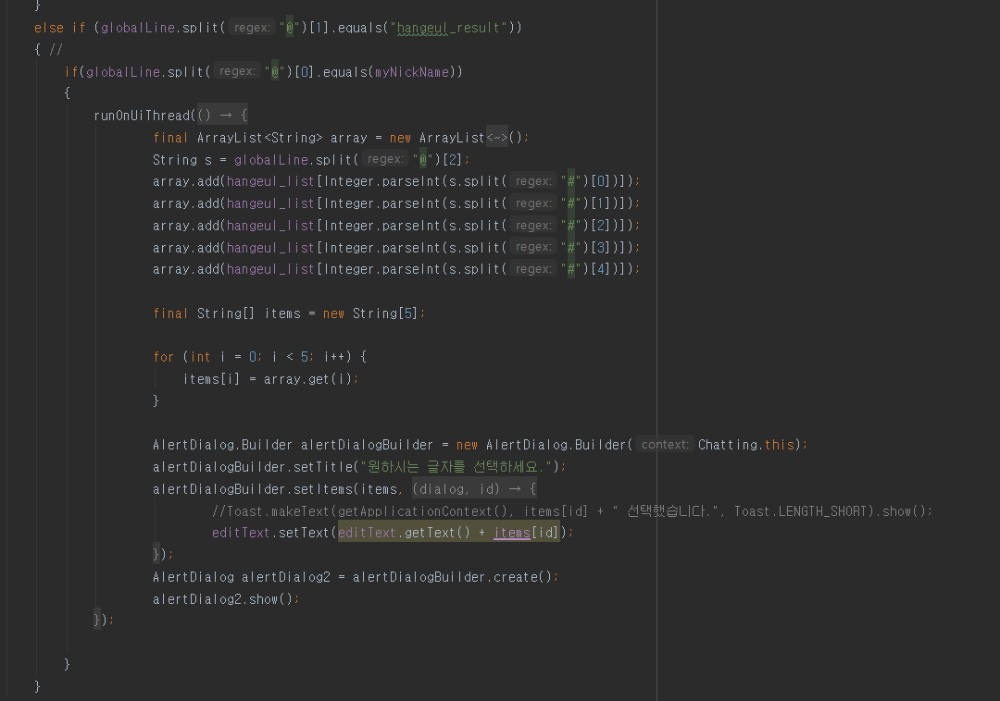 }
else if (globalLine.split( regex: "@")[1].equals("hangeul_result"))
{ //
if(globalLine.split( regex: "@")[0].equals(myNickName))
{
runOnUiThread(() → {
final ArrayList<String> array = new ArrayList<~>();
String s = globalLine.split( regex: "@")[2];
array.add(hangeul_list[Integer.parseInt(s.split( regex: "#")[0])]);
array.add(hangeul_list[Integer.parseInt(s.split( regex: "#")[1])]);
array.add(hangeul_list[Integer.parseInt(s.split( regex: "#")[2])]);
array.add(hangeul_list[Integer.parseInt(s.split( regex: "#")[3])]);
array.add(hangeul_list[Integer.parseInt(s.split( regex: "#")[4])]);
final String[] items = new String[5];
for (int i = 0; i < 5; i++) {
items[i] = array.get(i);
}
AlertDialog.Builder alertDialogBuilder = new AlertDialog.Builder( context: Chatting.this);
alertDialogBuilder.setTitle("원하시는 글자를 선택하세요.");
alertDialogBuilder.setItems(items, (dialog, id) → {
//Toast.makeText(getApplicationContext(), items[id] + " 선택했습니다.", Toast.LENGTH_SHORT).show();
editText.setText(editText.getText() + items[id]);
});
AlertDialog alertDialog2 = alertDialogBuilder.create();
alertDialog2.show();
});
}
}